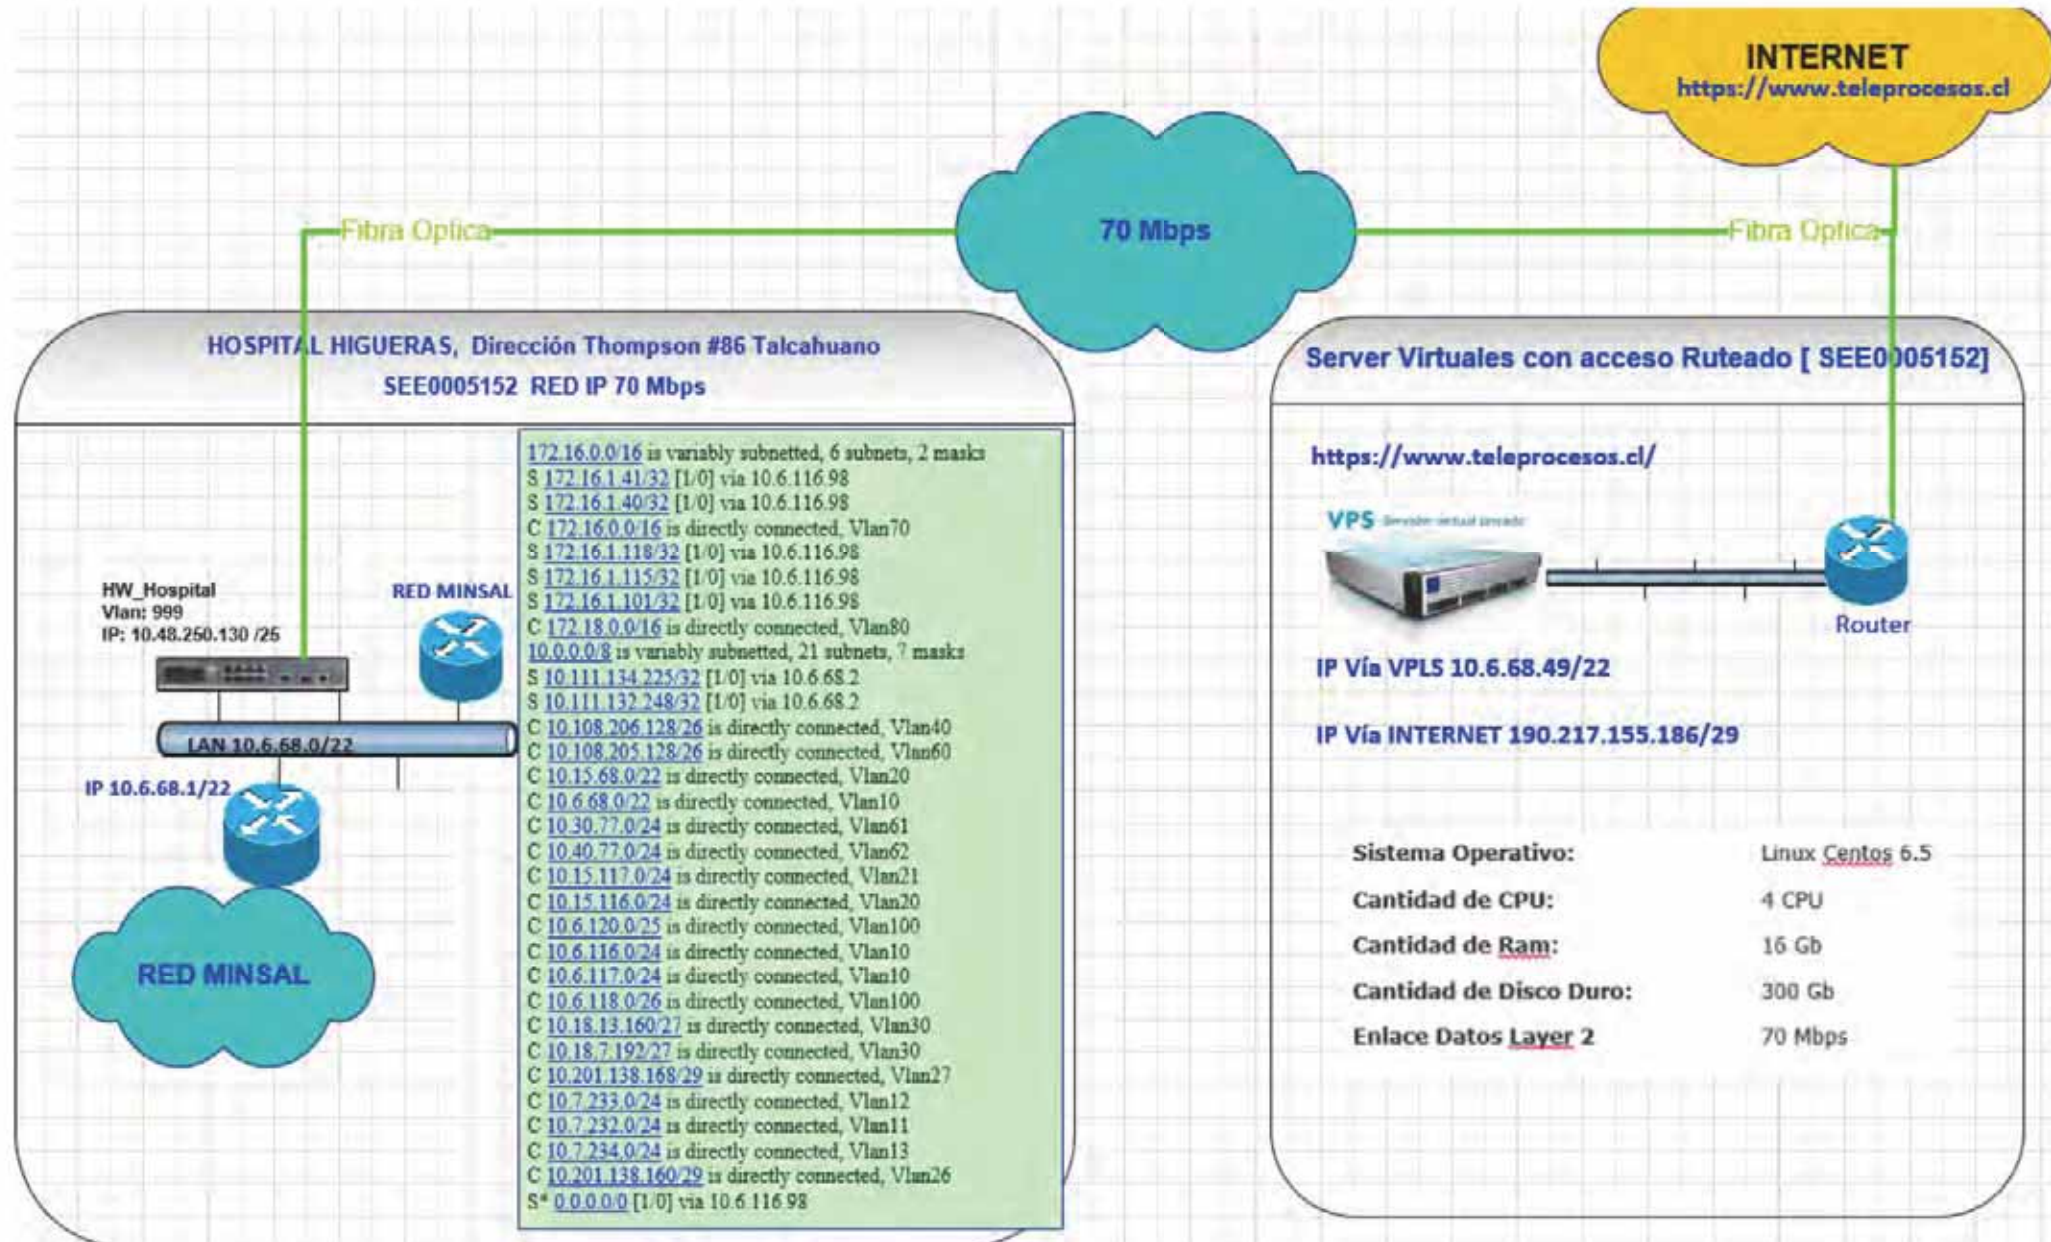 INTERNET
https://www.teleprocesos.cl
70 Mbps
Fibra Optica
Fibra Optica
HOSPITAL HIGUERAS, Dirección Thompson #86 Talcahuano
SEE0005152 RED IP 70 Mbps
172.16.0.0/16 is variably subnetted, 6 subnets, 2 masks
S 172.16.1.41/32 [1/0] via 10.6.116.98
S 172.16.1.40/32 [1/0] via 10.6.116.98
C 172.16.0.0/16 is directly connected, Vlan70
S 172.16.1.118/32 [1/0] via 10.6.116.98
S 172.16.1.115/32 [1/0] via 10.6.116.98
S 172.16.1.101/32 [1/0] via 10.6.116.98
C 172.18.0.0/16 is directly connected, Vlan80
10.0.0.0/8 is variably subnetted, 21 subnets, 7 masks
S 10.111.134.225/32 [1/0] via 10.6.68.2
S 10.111.132.248/32 [1/0] via 10.6.68.2
C 10.108.206.128/26 is directly connected, Vlan40
C 10.108.205.128/26 is directly connected, Vlan60
C 10.15.68.0/22 is directly connected, Vlan20
C 10.6.68.0/22 is directly connected, Vlan10
C 10.30.77.0/24 is directly connected, Vlan61
C 10.40.77.0/24 is directly connected, Vlan62
C 10.15.117.0/24 is directly connected, Vlan21
C 10.15.116.0/24 is directly connected, Vlan20
C 10.6.120.0/25 is directly connected, Vlan100
C 10.6.116.0/24 is directly connected, Vlan10
C 10.6.117.0/24 is directly connected, Vlan10
C 10.6.118.0/26 is directly connected, Vlan100
C 10.18.13.160/27 is directly connected, Vlan30
C 10.18.7.192/27 is directly connected, Vlan30
C 10.201.138.168/29 is directly connected, Vlan27
C 10.7.233.0/24 is directly connected, Vlan12
C 10.7.232.0/24 is directly connected, Vlan11
C 10.7.234.0/24 is directly connected, Vlan13
C 10.201.138.160/29 is directly connected, Vlan26
S* 0.0.0.0/0 [1/0] via 10.6.116.98
HW_Hospital
Vlan: 999
IP: 10.48.250.130 /25
RED MINSAL
LAN 10.6.68.0/22
IP 10.6.68.1/22
RED MINSAL
Server Virtuales con acceso Ruteado [ SEE0005152]
https://www.teleprocesos.cl/
VPS Servidor virtual privado
Router
IP Vía VPLS 10.6.68.49/22
IP Vía INTERNET 190.217.155.186/29
Sistema Operativo: Linux Centos 6.5
Cantidad de CPU: 4 CPU
Cantidad de Ram: 16 Gb
Cantidad de Disco Duro: 300 Gb
Enlace Datos Layer 2 70 Mbps